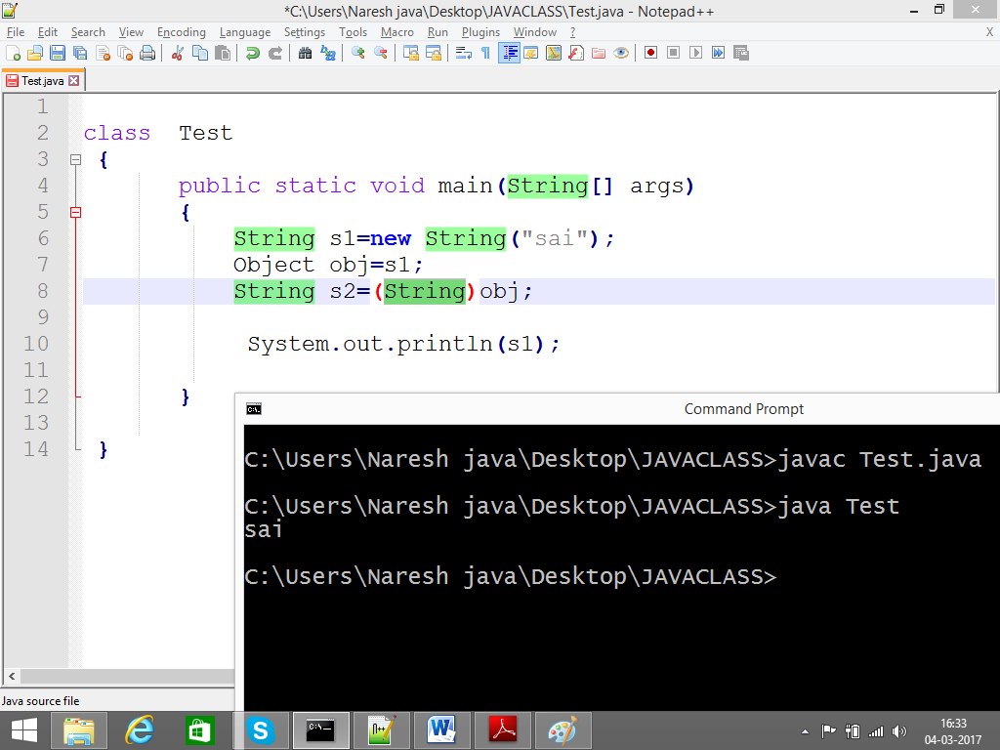 *C:\Users\Naresh java\Desktop\JAVACLASS\Test.java - Notepad++
File Edit Search View Encoding Language Settings Tools Macro Run Plugins Window ? X
Test.java
1
2 class Test
3 {
4 public static void main(String[] args)
5 {
6 String s1=new String("sai");
7 Object obj=s1;
8 String s2=(String)obj;
9
10 System.out.println(s1);
11
12 }
13
14 }
Command Prompt
C:\Users\Naresh java\Desktop\JAVACLASS>javac Test.java
C:\Users\Naresh java\Desktop\JAVACLASS>java Test
sai
C:\Users\Naresh java\Desktop\JAVACLASS>
Java source file
16:33
04-03-2017